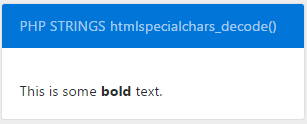 PHP STRINGS htmlspecialchars_decode()
This is some bold text.